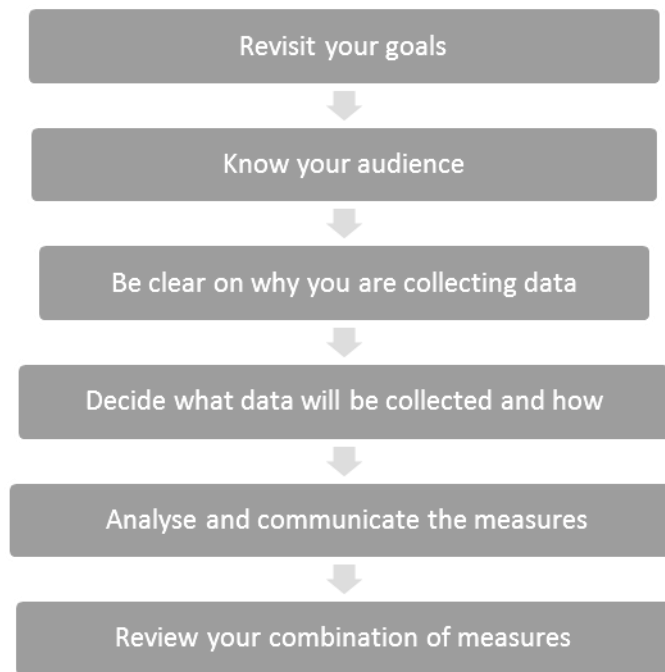 Revisit your goals
Know your audience
Be clear on why you are collecting data
Decide what data will be collected and how
Analyse and communicate the measures
Review your combination of measures